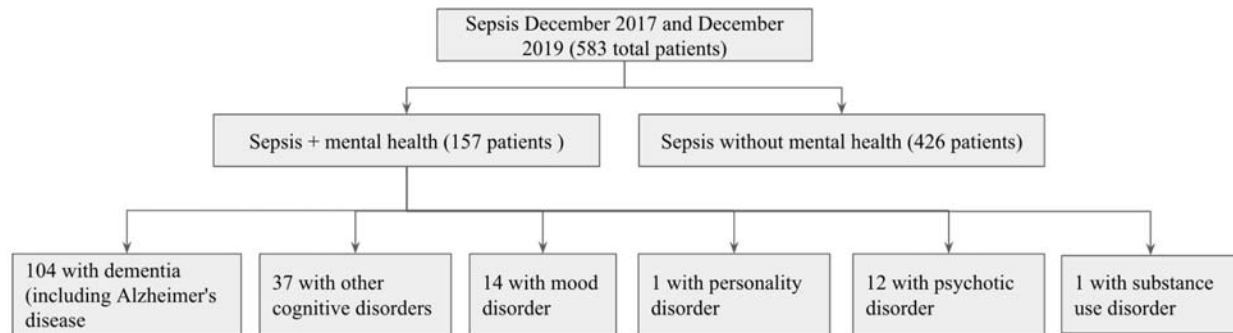 Sepsis December 2017 and December
2019 (583 total patients)
Sepsis + mental health (157 patients )
Sepsis without mental health (426 patients)
104 with dementia
(including Alzheimer's
disease
37 with other
cognitive disorders
14 with mood
disorder
1 with personality
disorder
12 with psychotic
disorder
1 with substance
use disorder